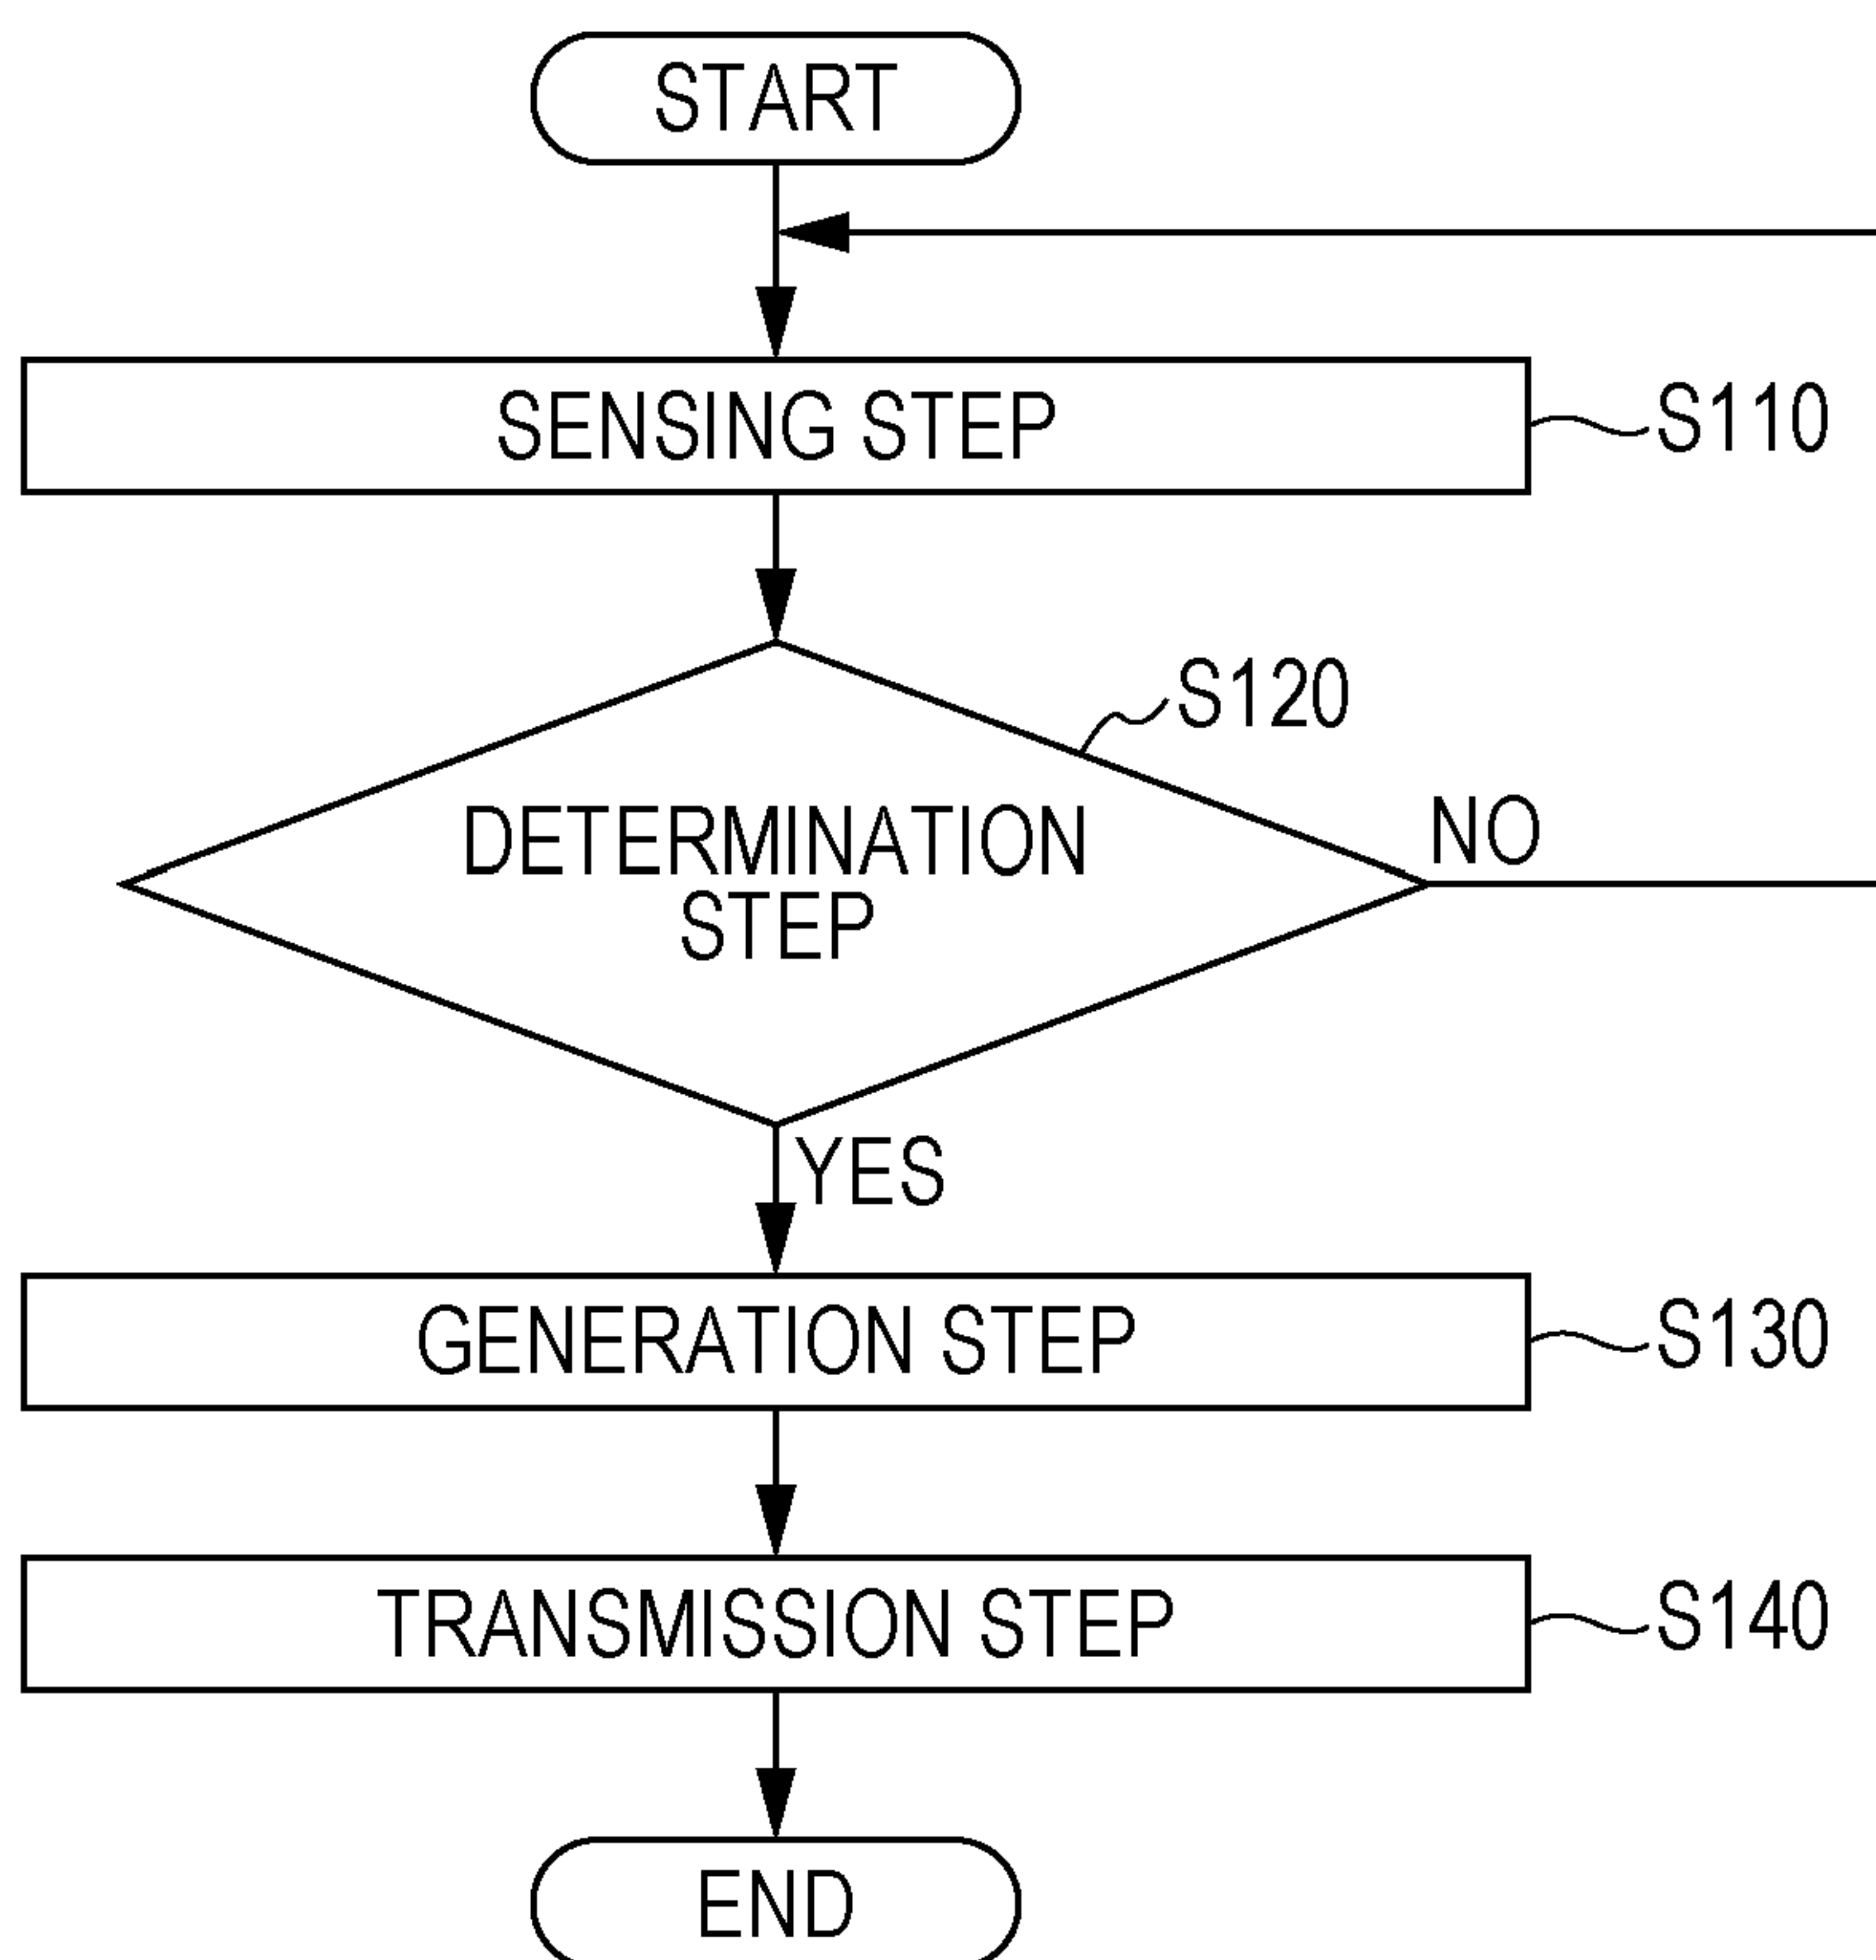 START
SENSING STEP
S110
S120
DETERMINATION
STEP
NO
YES
GENERATION STEP
S130
TRANSMISSION STEP
S140
END